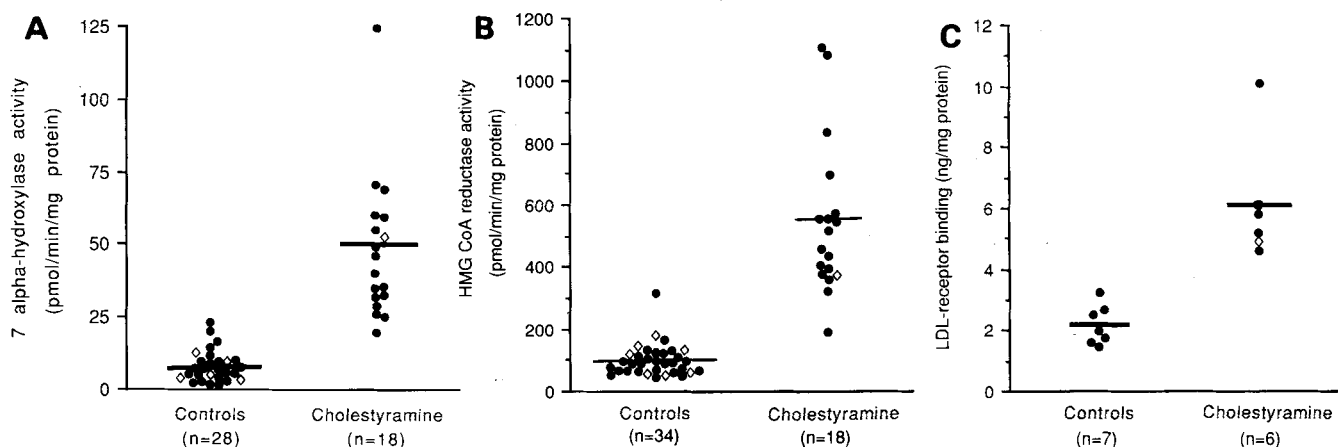 A
7 alpha-hydroxylase activity
(pmol/min/mg protein)
125
100
75
50
25
0
Controls
(n=28)
Cholestyramine
(n=18)
B
HMG CoA reductase activity
(pmol/min/mg protein)
1200
1000
800
600
400
200
0
Controls
(n=34)
Cholestyramine
(n=18)
C
LDL-receptor binding (ng/mg protein)
12
10
8
6
4
2
0
Controls
(n=7)
Cholestyramine
(n=6)